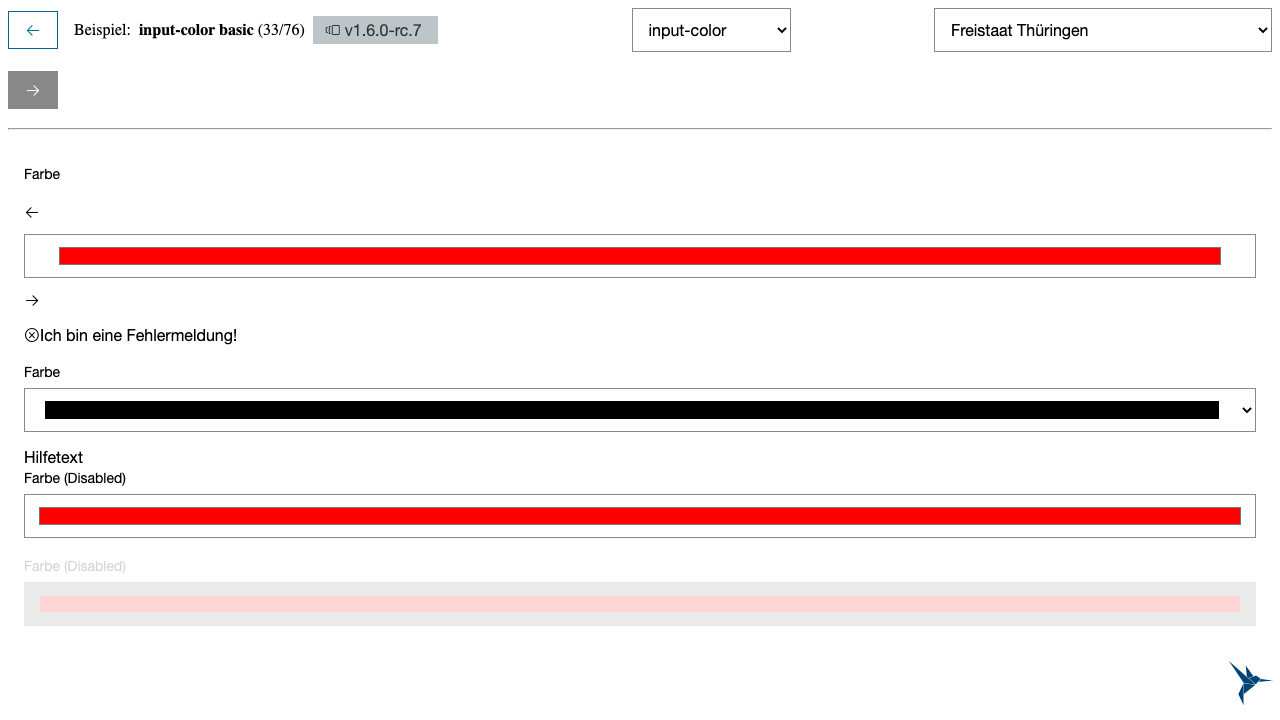 Beispiel: input-color basic (33/76) v1.6.0-rc.7 input-color Freistaat Thüringen
Farbe
Ich bin eine Fehlermeldung!
Farbe
Hilfetext
Farbe (Disabled)
Farbe (Disabled)